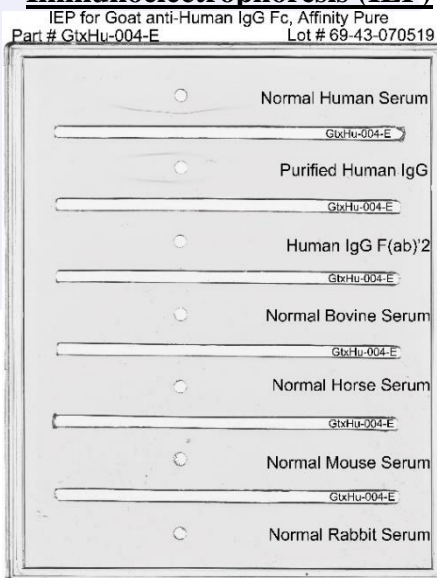 Immunoelectrophoresis (IEP)
IEP for Goat anti-Human IgG Fc, Affinity Pure
Part # GtxHu-004-E Lot # 69-43-070519
Normal Human Serum
GtxHu-004-E
Purified Human IgG
GtxHu-004-E
Human IgG F(ab)'2
GtxHu-004-E
Normal Bovine Serum
GtxHu-004-E
Normal Horse Serum
GtxHu-004-E
Normal Mouse Serum
GtxHu-004-E
Normal Rabbit Serum